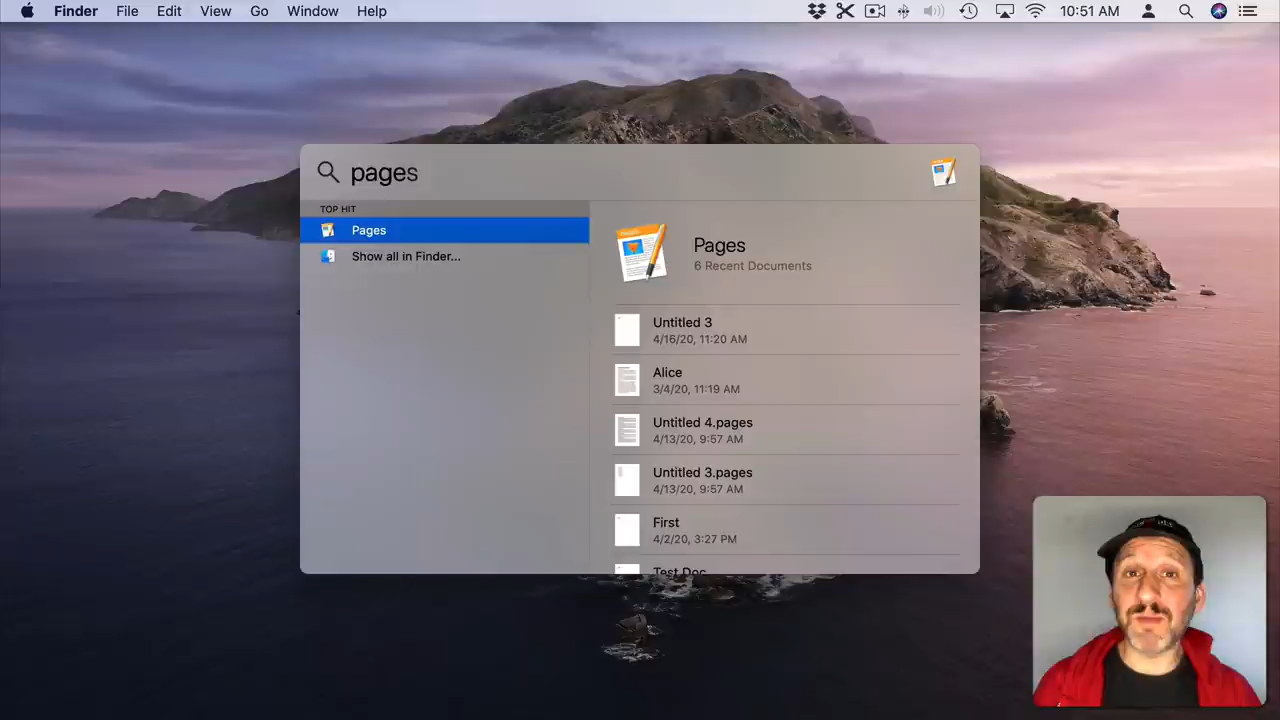 Finder File Edit View Go Window Help 10:51 AM
pages
TOP HIT
Pages
Show all in Finder...
Pages
6 Recent Documents
Untitled 3
4/16/20, 11:20 AM
Alice
3/4/20, 11:19 AM
Untitled 4.pages
4/13/20, 9:57 AM
Untitled 3.pages
4/13/20, 9:57 AM
First
4/2/20, 3:27 PM
Test Doc